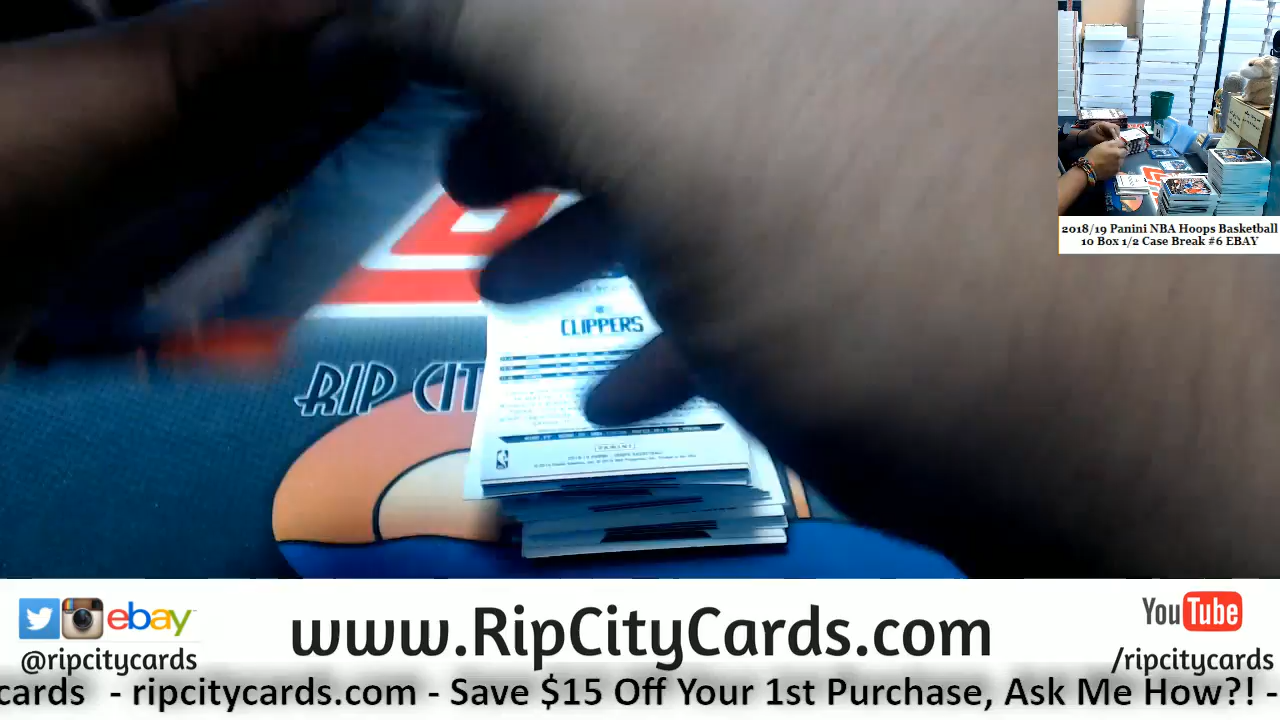 2018/19 Panini NBA Hoops Basketball
10 Box 1/2 Case Break #6 EBAY
CLIPPERS
RIP CIT
PANINI
ebay
YouTube
www.RipCityCards.com
@ripcitycards
/ripcitycards
cards - ripcitycards.com - Save $15 Off Your 1st Purchase, Ask Me How?! -